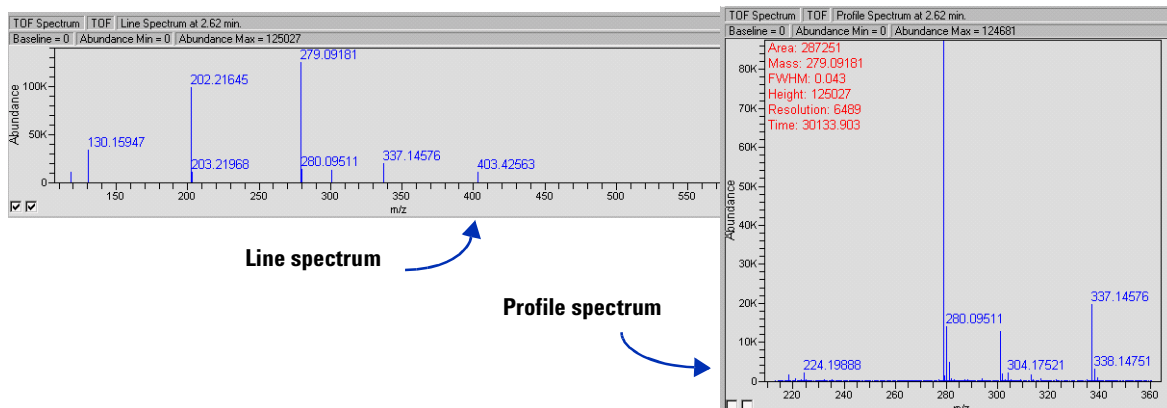 TOF Spectrum TOF Line Spectrum at 2.62 min.
Baseline = 0 Abundance Min = 0 Abundance Max = 125027
279.09181
202.21645
100K
Abundance
50K
130.15947
203.21968
280.09511
337.14576
403.42563
0
150 200 250 300 350 400 450 500 550
m/z
Line spectrum
Profile spectrum
TOF Spectrum TOF Profile Spectrum at 2.62 min.
Baseline = 0 Abundance Min = 0 Abundance Max = 124681
Area: 287251
Mass: 279.09181
FWHM: 0.043
Height: 125027
Resolution: 6489
Time: 30133.903
80K
70K
60K
50K
Abundance
40K
30K
20K
337.14576
280.09511
10K
224.19888
304.17521
338.14751
0
220 240 260 280 300 320 340 360
m/z